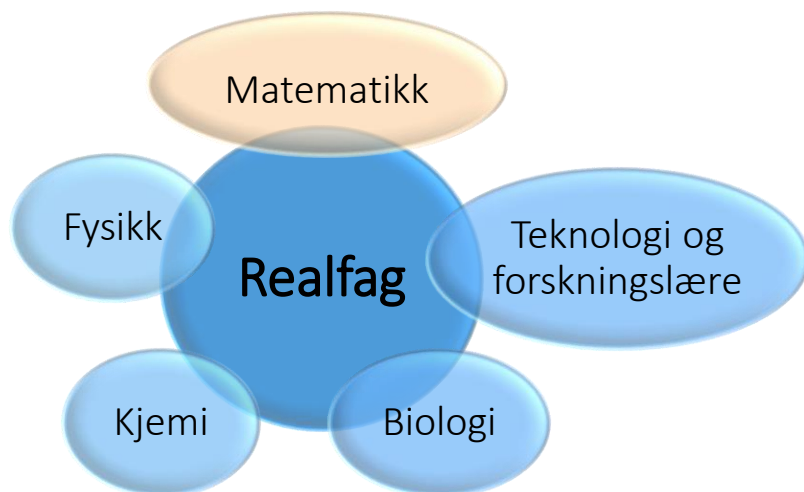 Matematikk
Fysikk
Realfag
Teknologi og
forskningslære
Kjemi
Biologi